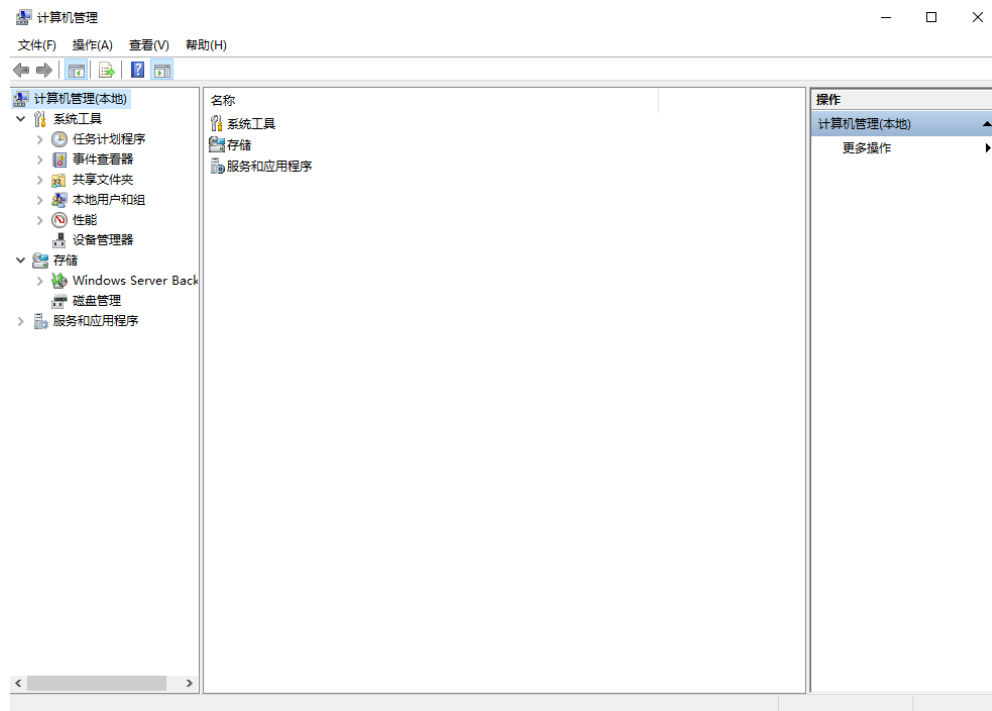 计算机管理
文件(F) 操作(A) 查看(V) 帮助(H)
计算机管理(本地)
系统工具
任务计划程序
事件查看器
共享文件夹
本地用户和组
性能
设备管理器
存储
Windows Server Back
磁盘管理
服务和应用程序
名称
系统工具
存储
服务和应用程序
操作
计算机管理(本地)
更多操作